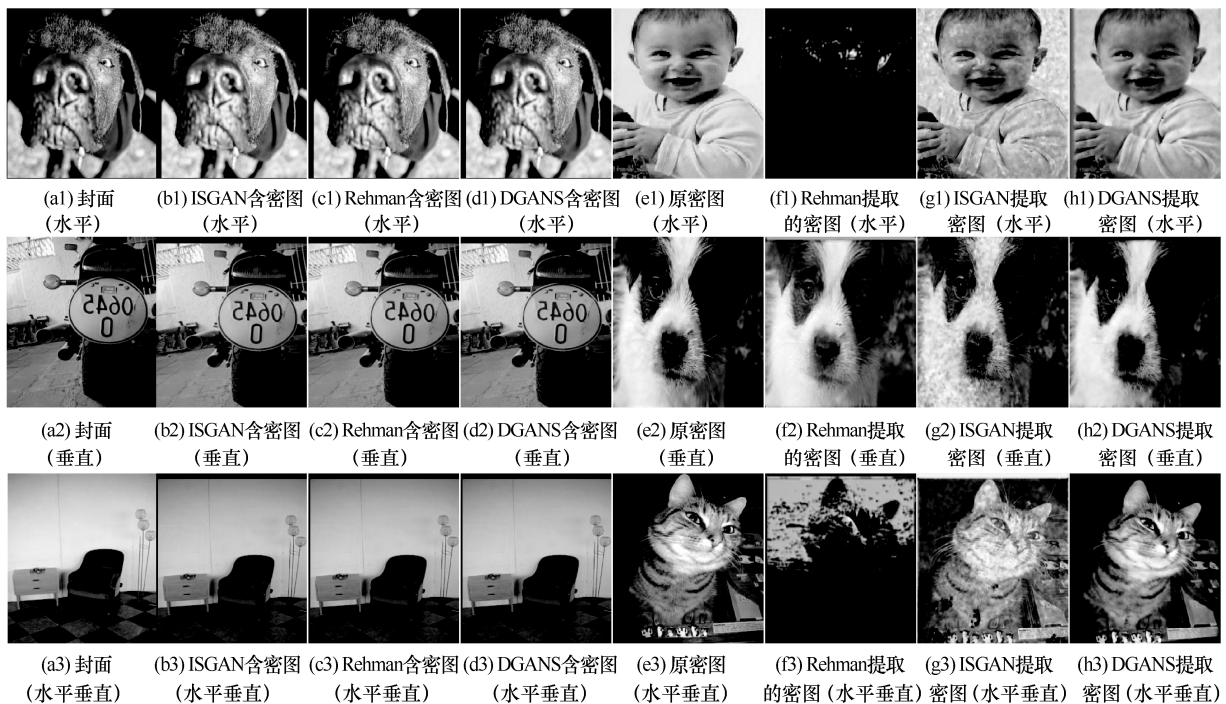 (a1) 封面 (b1) ISGAN含密图 (c1) Rehman含密图 (d1) DGANS含密图 (e1) 原密图 (f1) Rehman提取 (g1) ISGAN提取 (h1) DGANS提取
(水平) (水平) (水平) (水平) (水平) 的密图(水平) 密图(水平) 密图(水平)
(a2) 封面 (b2) ISGAN含密图 (c2) Rehman含密图 (d2) DGANS含密图 (e2) 原密图 (f2) Rehman提取 (g2) ISGAN提取 (h2) DGANS提取
(垂直) (垂直) (垂直) (垂直) (垂直) 的密图(垂直) 密图(垂直) 密图(垂直)
(a3) 封面 (b3) ISGAN含密图 (c3) Rehman含密图 (d3) DGANS含密图 (e3) 原密图 (f3) Rehman提取 (g3) ISGAN提取 (h3) DGANS提取
(水平垂直) (水平垂直) (水平垂直) (水平垂直) (水平垂直) 的密图(水平垂直) 密图(水平垂直) 密图(水平垂直)